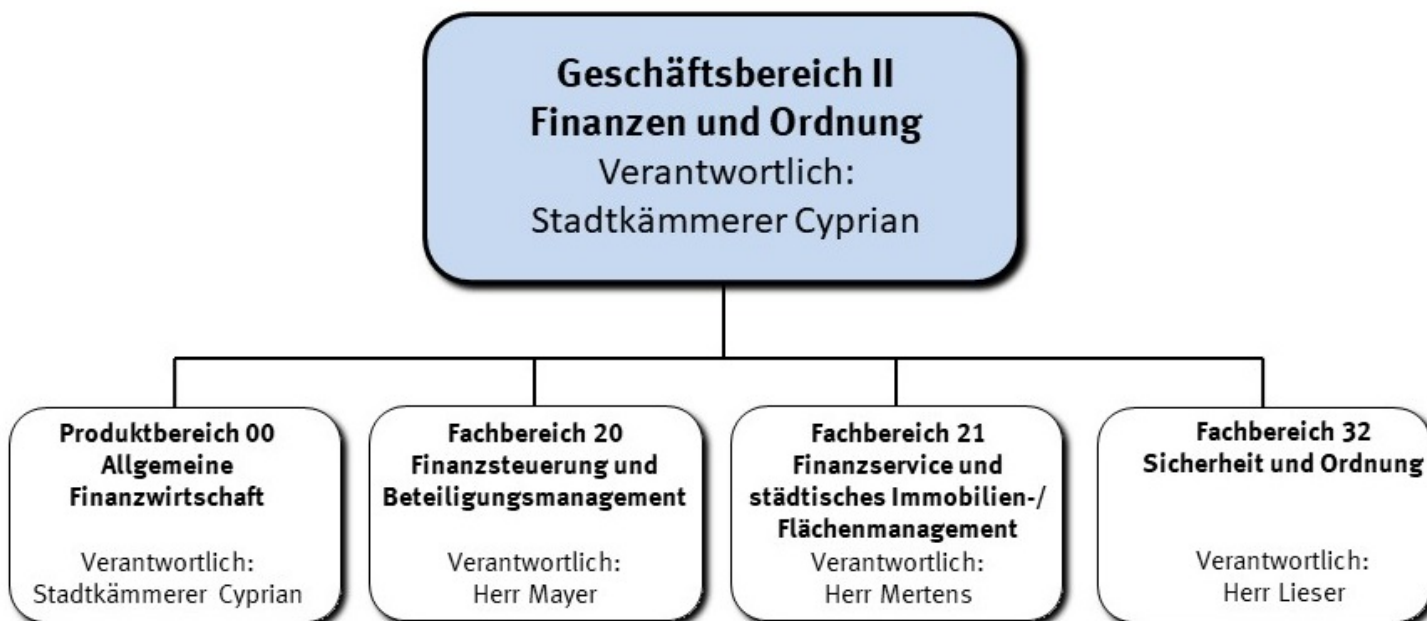 Geschäftsbereich II
Finanzen und Ordnung
Verantwortlich:
Stadtkämmerer Cyprian
Produktbereich 00
Allgemeine
Finanzwirtschaft
Verantwortlich:
Stadtkämmerer Cyprian
Fachbereich 20
Finanzsteuerung und
Beteiligungsmanagement
Verantwortlich:
Herr Mayer
Fachbereich 21
Finanzservice und
städtisches Immobilien-/
Flächenmanagement
Verantwortlich:
Herr Mertens
Fachbereich 32
Sicherheit und Ordnung
Verantwortlich:
Herr Lieser